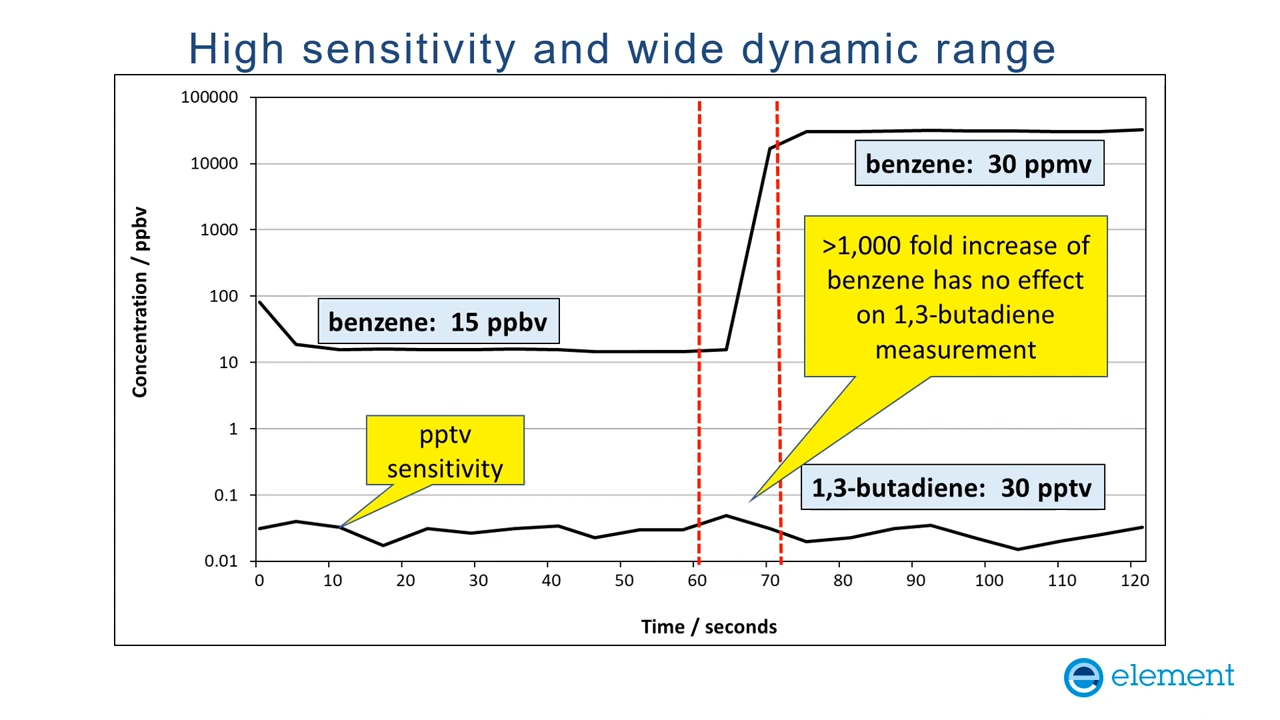 High sensitivity and wide dynamic range
Concentration / ppbv
100000
10000
1000
100
10
1
0.1
0.01
benzene: 15 ppbv
benzene: 30 ppmv
>1,000 fold increase of
benzene has no effect
on 1,3-butadiene
measurement
pptv
sensitivity
1,3-butadiene: 30 pptv
0 10 20 30 40 50 60 70 80 90 100 110 120
Time / seconds
element